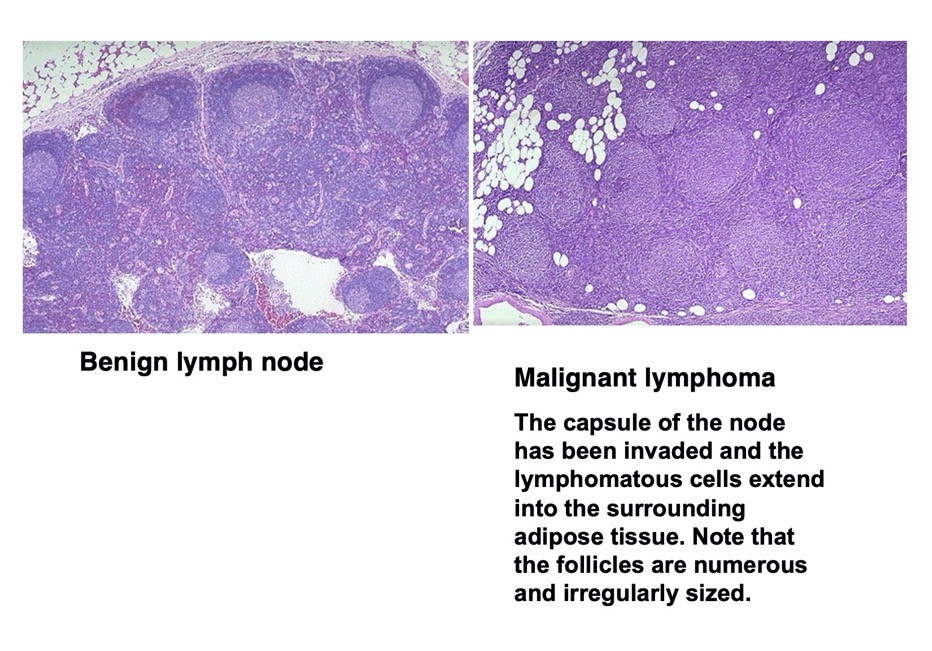 Benign lymph node
Malignant lymphoma
The capsule of the node
has been invaded and the
lymphomatous cells extend
into the surrounding
adipose tissue. Note that
the follicles are numerous
and irregularly sized.